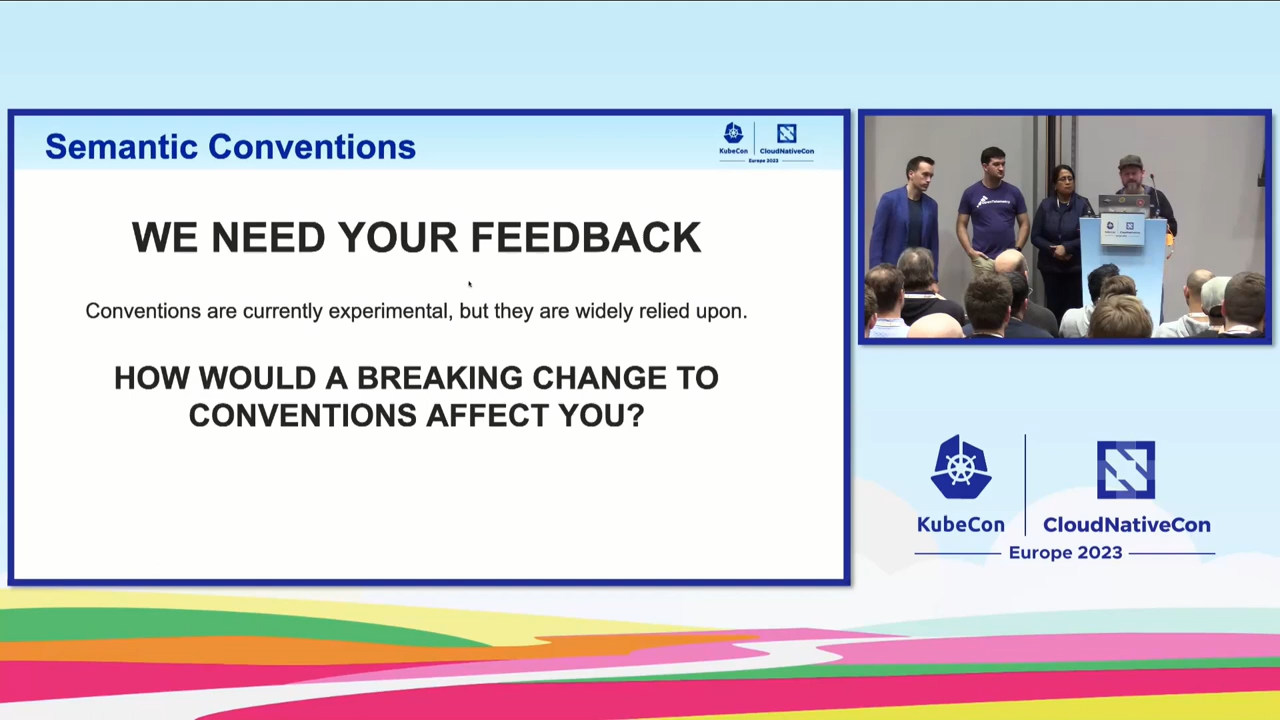 Semantic Conventions
KubeCon
CloudNativeCon
Europe 2023
WE NEED YOUR FEEDBACK
Conventions are currently experimental, but they are widely relied upon.
HOW WOULD A BREAKING CHANGE TO
CONVENTIONS AFFECT YOU?
KubeCon
CloudNativeCon
Europe 2023